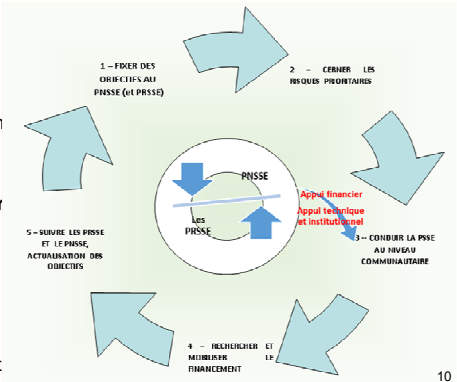 1 – FIXER DES
OBJECTIFS AU
PNSSE (et PRSSE)
2 – CERNER LES
RISQUES PRIORITAIRES
PNSSE
Les
PRSSE
Appui financier
Appui technique
et institutionnel
3 – CONDUIR LA PSSE
AU NIVEAU
COMMUNAUTAIRE
4 – RECHERCHER ET
MOBILISER LE
FINANCEMENT
5 – SUIVRE LES PRSSE
ET LE PNSSE,
ACTUALISATION DES
OBJECTIFS
10